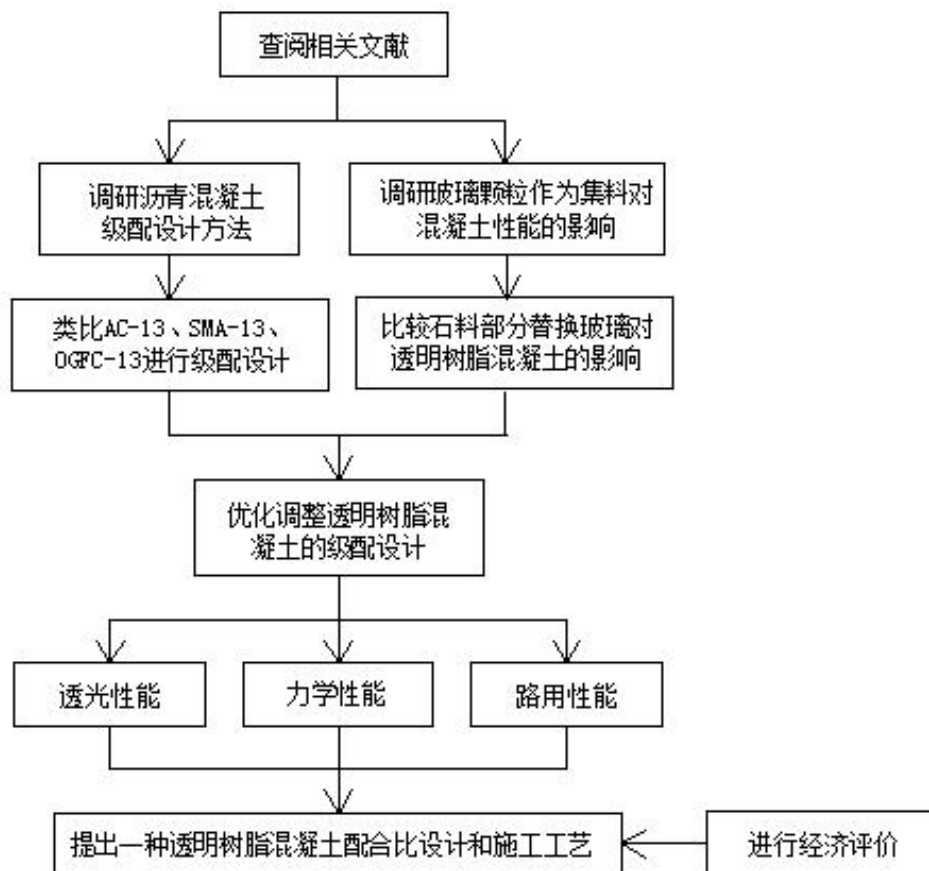 查阅相关文献
调研沥青混凝土
级配设计方法
调研玻璃颗粒作为集料对
混凝土性能的影响
类比AC-13、SMA-13、
OGFC-13进行级配设计
比较石料部分替换玻璃对
透明树脂混凝土的影响
优化调整透明树脂混
凝土的级配设计
透光性能
力学性能
路用性能
提出一种透明树脂混凝土配合比设计和施工工艺
进行经济评价